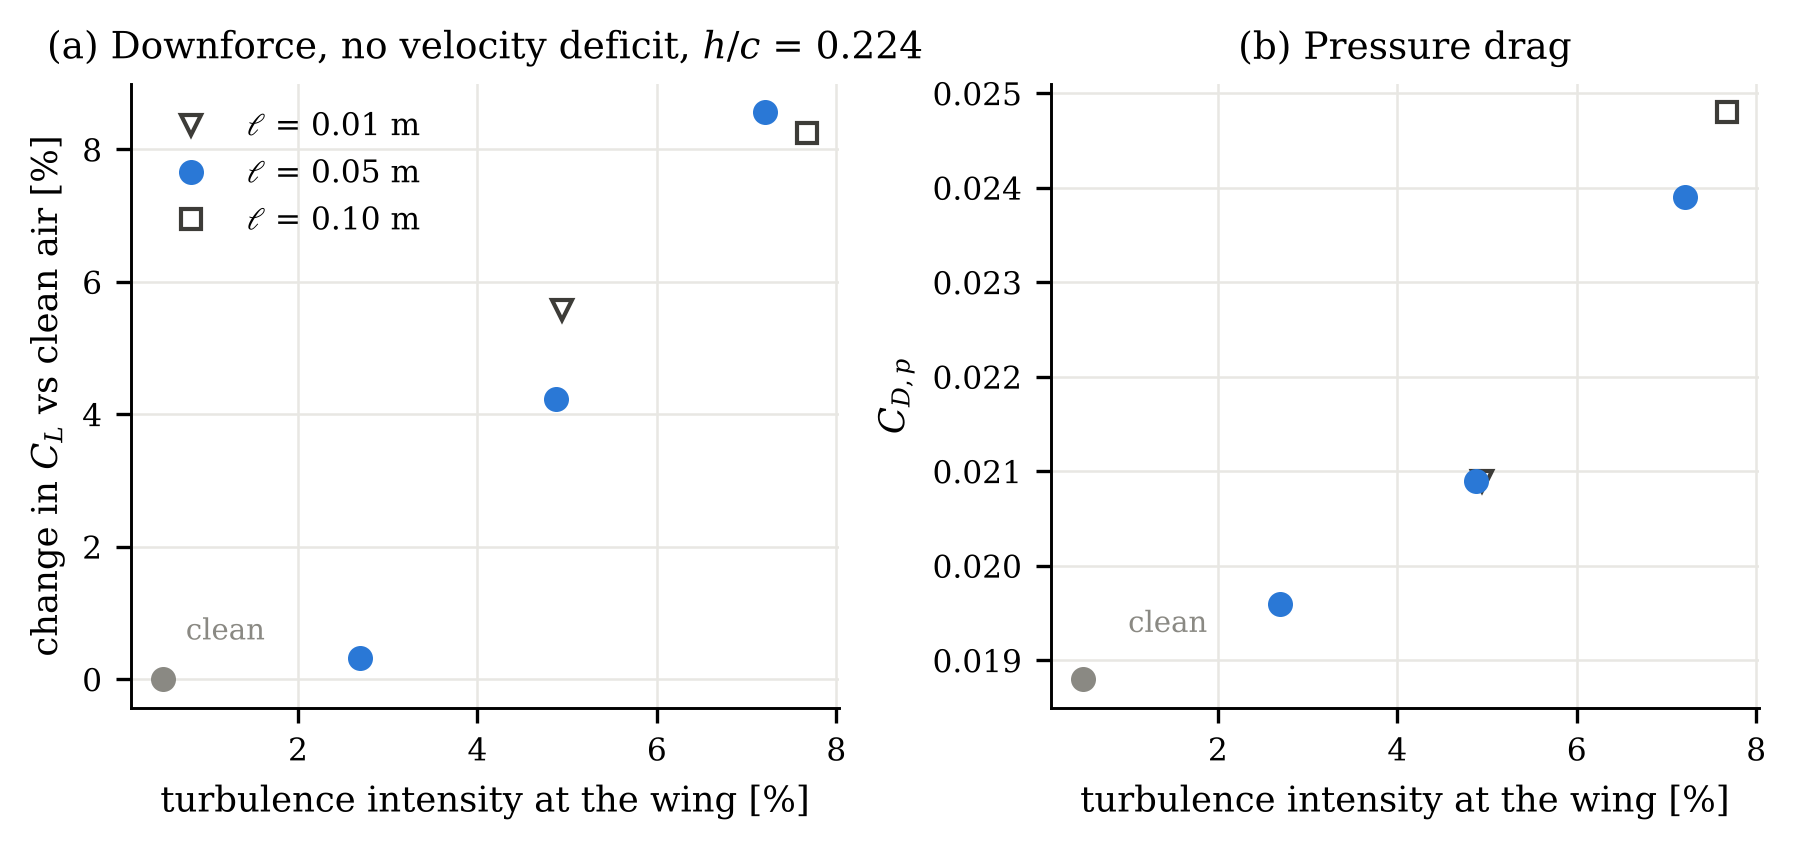 (a) Downforce, no velocity deficit, h/c = 0.224
ℓ = 0.01 m
ℓ = 0.05 m
ℓ = 0.10 m
clean
change in C_L vs clean air [%]
8
6
4
2
0
2 4 6 8
turbulence intensity at the wing [%]
(b) Pressure drag
C_{D,p}
0.025
0.024
0.023
0.022
0.021
0.020
0.019
clean
2 4 6 8
turbulence intensity at the wing [%]